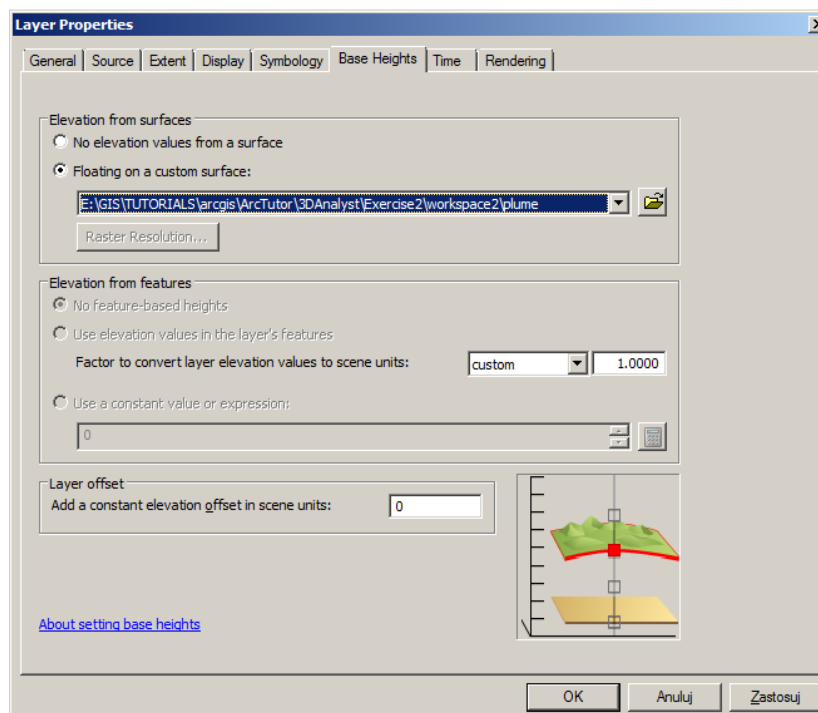 Layer Properties
General Source Extent Display Symbology Base Heights Time Rendering
Elevation from surfaces
No elevation values from a surface
Floating on a custom surface:
E:\GIS\TUTORIALS\arcgis\ArcTutor\3DAnalyst\Exercise2\workspace2\plume
Raster Resolution...
Elevation from features
No feature-based heights
Use elevation values in the layer's features
Factor to convert layer elevation values to scene units: custom 1.0000
Use a constant value or expression:
0
Layer offset
Add a constant elevation offset in scene units: 0
About setting base heights
OK Anuluj Zastosuj